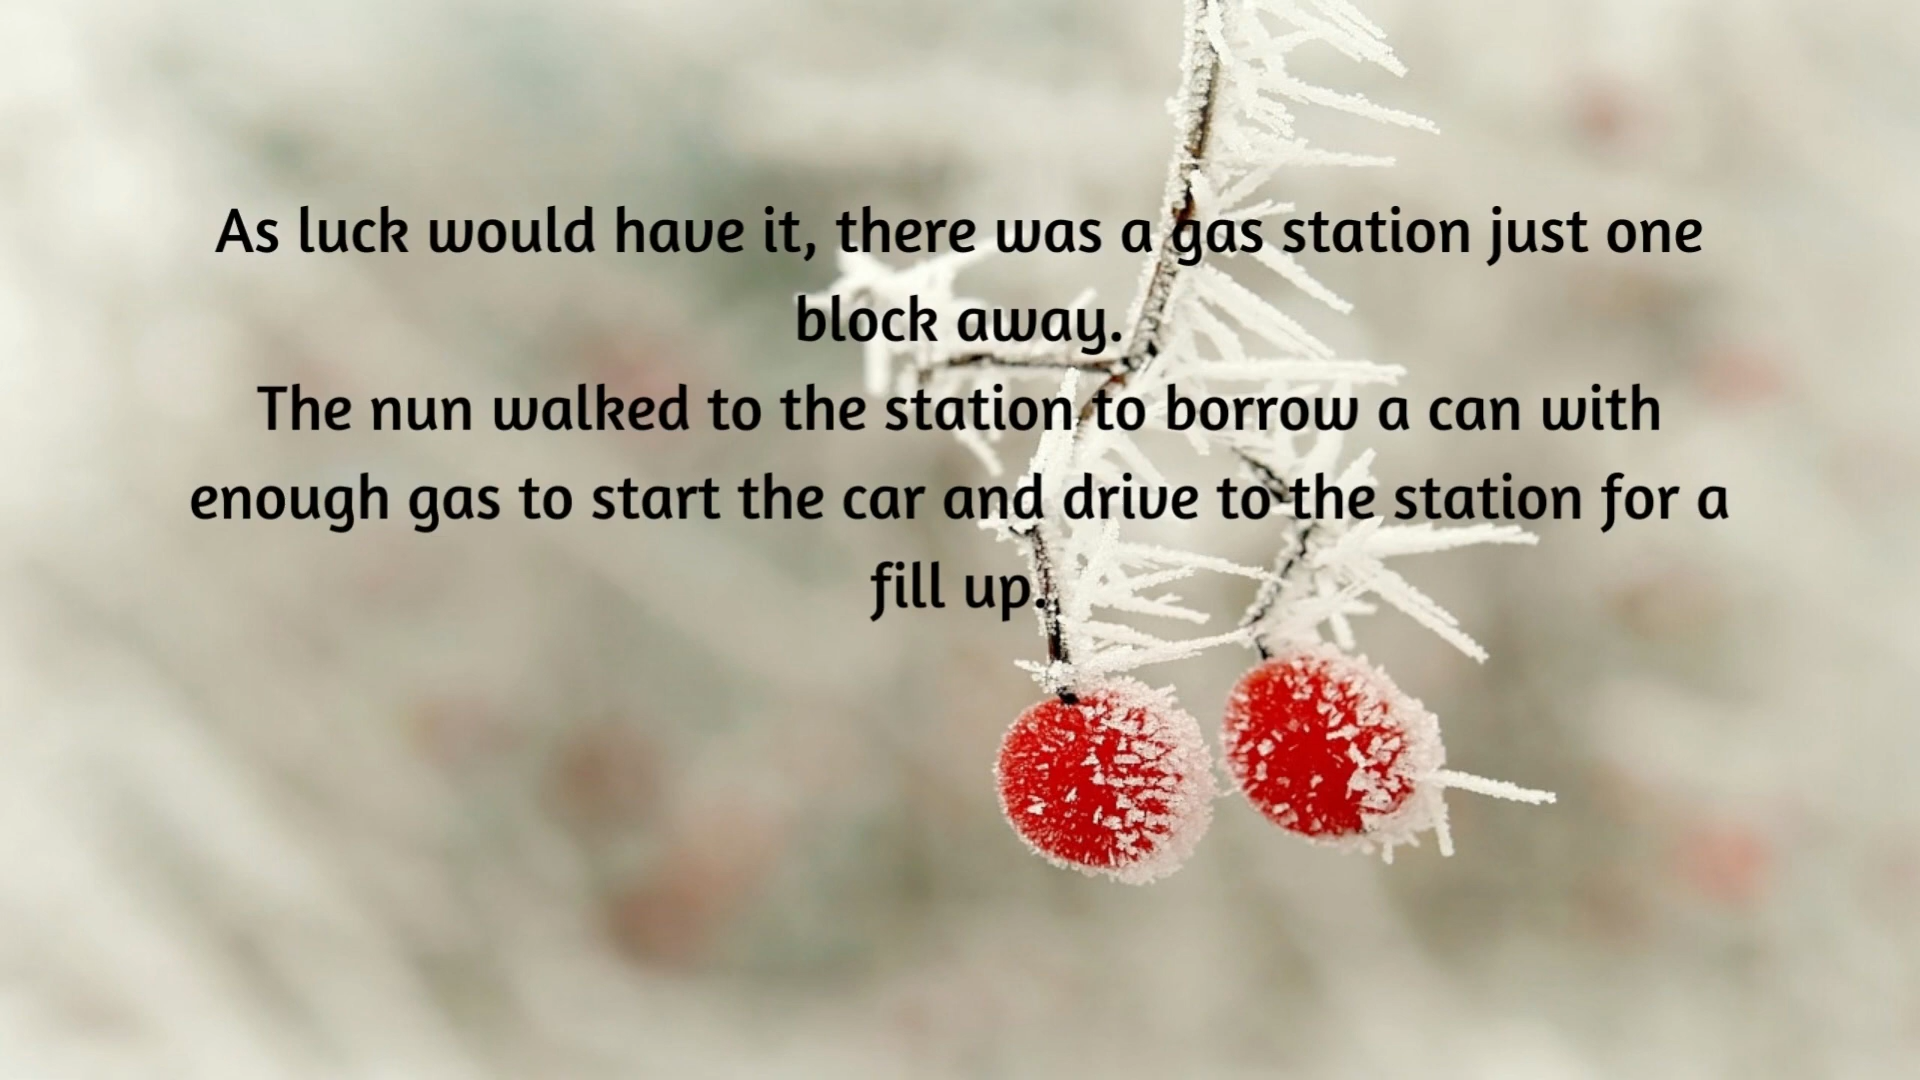 As luck would have it, there was a gas station just one
block away.
The nun walked to the station to borrow a can with
enough gas to start the car and drive to the station for a
fill up.